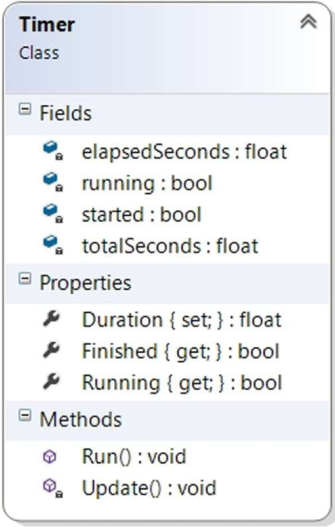 Timer
Class
Fields
elapsedSeconds : float
running : bool
started : bool
totalSeconds : float
Properties
Duration { set; } : float
Finished { get; } : bool
Running { get; } : bool
Methods
Run() : void
Update() : void